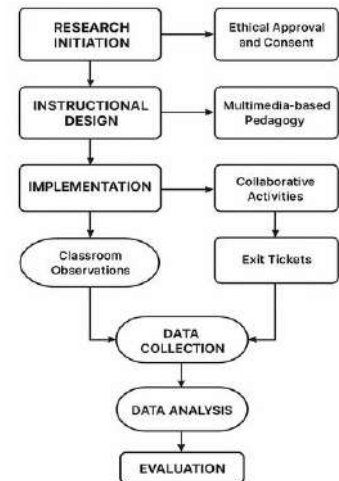 RESEARCH
INITIATION
Ethical Approval
and Consent
INSTRUCTIONAL
DESIGN
Multimedia-based
Pedagogy
IMPLEMENTATION
Collaborative
Activities
Classroom
Observations
Exit Tickets
DATA
COLLECTION
DATA ANALYSIS
EVALUATION